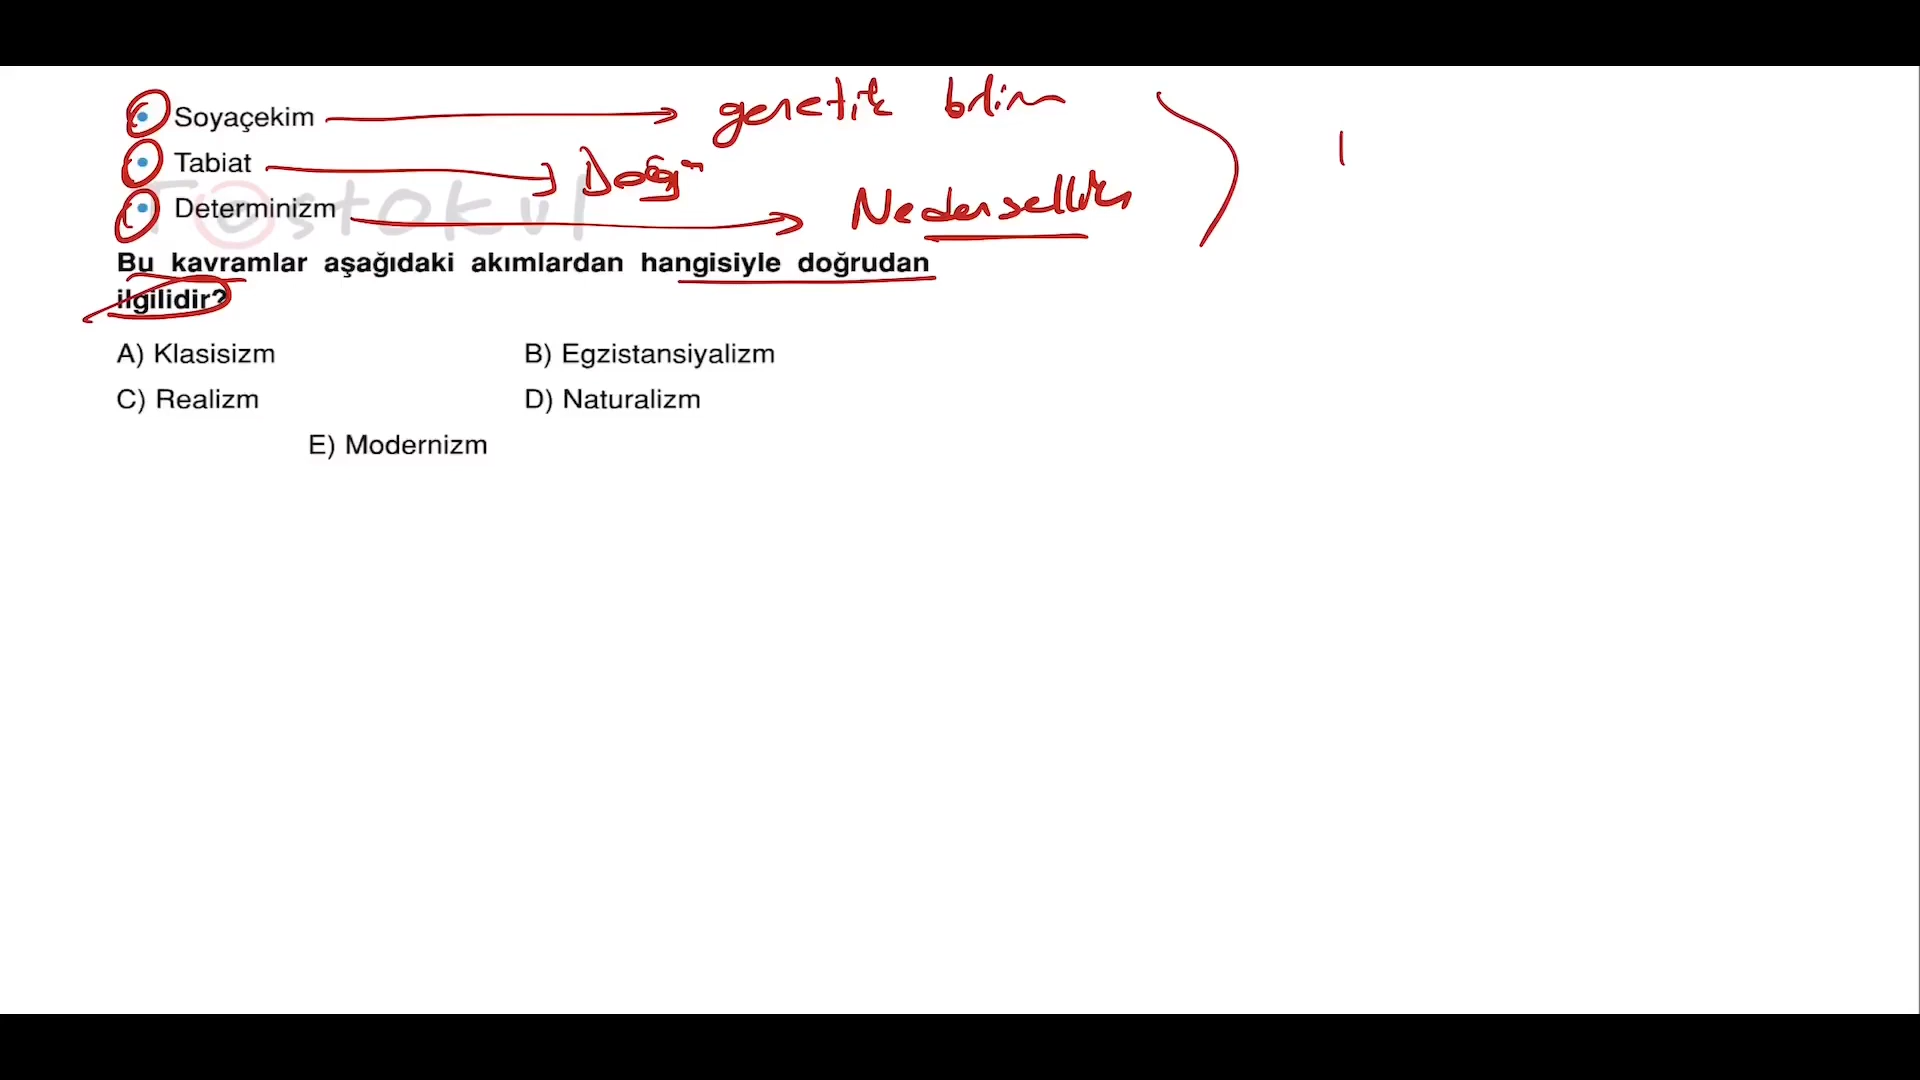 Soyaçekim genetik bilim
Tabiat Doğa
Determinizm Nedensellik
Testokul
Bu kavramlar aşağıdaki akımlardan hangisiyle doğrudan
ilgilidir?
A) Klasisizm B) Egzistansiyalizm
C) Realizm D) Naturalizm
E) Modernizm